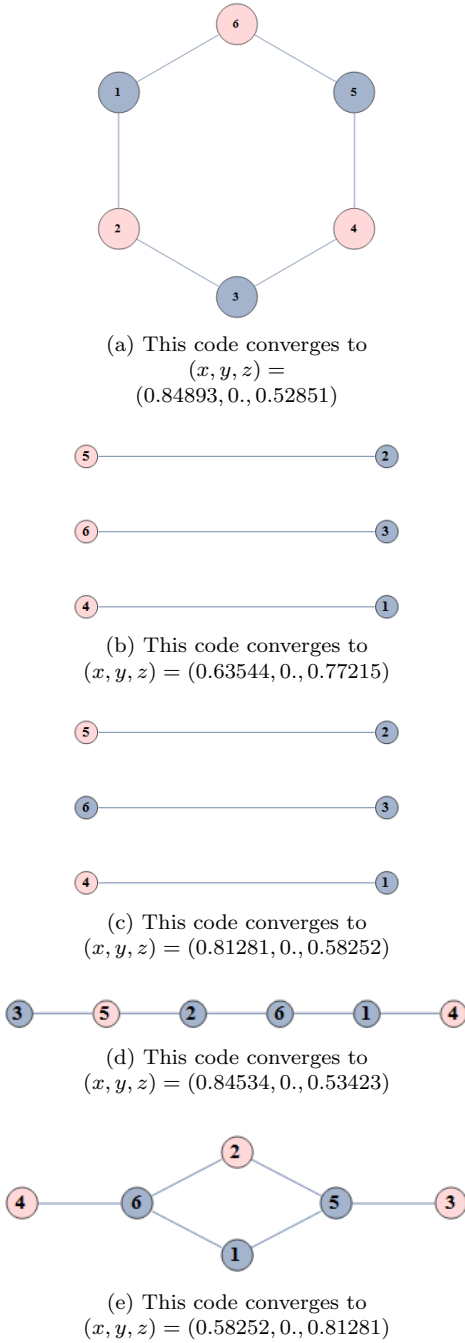 6
1
5
2
4
3
(a) This code converges to
(x, y, z) =
(0.84893, 0., 0.52851)
5 2
6 3
4 1
(b) This code converges to
(x, y, z) = (0.63544, 0., 0.77215)
5 2
6 3
4 1
(c) This code converges to
(x, y, z) = (0.81281, 0., 0.58252)
3 5 2 6 1 4
(d) This code converges to
(x, y, z) = (0.84534, 0., 0.53423)
2
4 6 5 3
1
(e) This code converges to
(x, y, z) = (0.58252, 0., 0.81281)